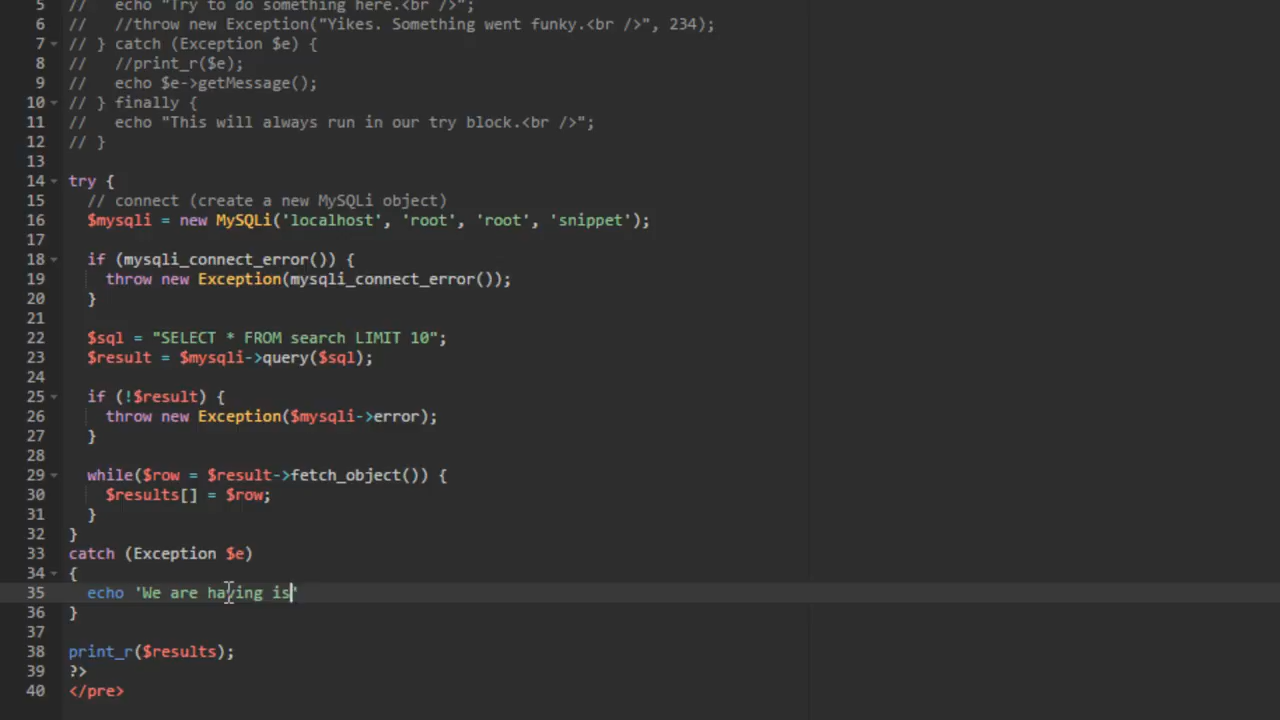 5 //   echo "Try to do something here.<br />";
6 //   //throw new Exception("Yikes. Something went funky.<br />", 234);
7 // } catch (Exception $e) {
8 //   //print_r($e);
9 //   echo $e->getMessage();
10 // } finally {
11 //   echo "This will always run in our try block.<br />";
12 // }
13
14 try {
15   // connect (create a new MySQLi object)
16   $mysqli = new MySQLi('localhost', 'root', 'root', 'snippet');
17
18   if (mysqli_connect_error()) {
19     throw new Exception(mysqli_connect_error());
20   }
21
22   $sql = "SELECT * FROM search LIMIT 10";
23   $result = $mysqli->query($sql);
24
25   if (!$result) {
26     throw new Exception($mysqli->error);
27   }
28
29   while($row = $result->fetch_object()) {
30     $results[] = $row;
31   }
32 }
33 catch (Exception $e)
34 {
35   echo 'We are having is'
36 }
37
38 print_r($results);
39 ?>
40 </pre>